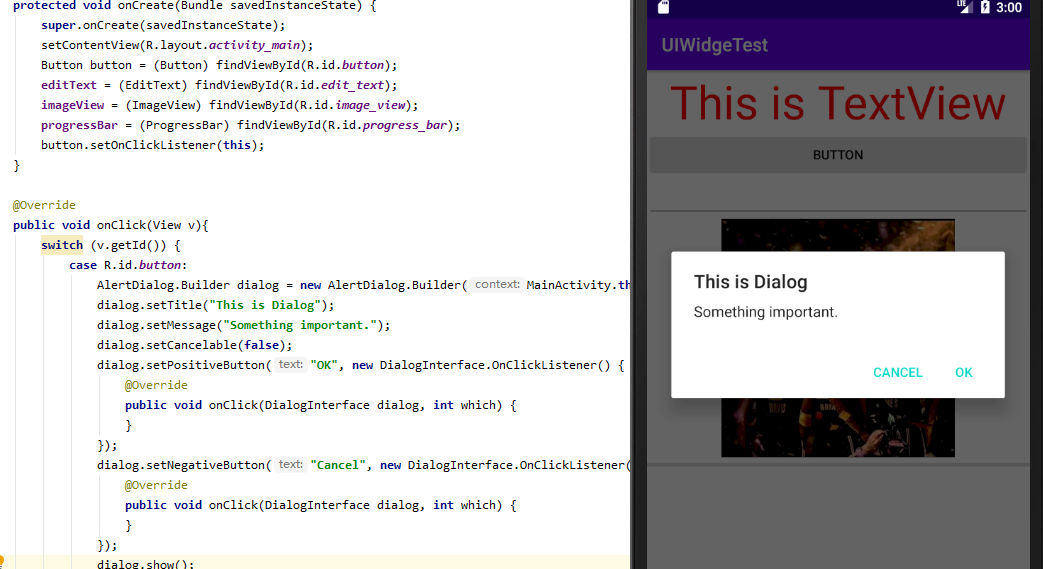 protected void onCreate(Bundle savedInstanceState) {
super.onCreate(savedInstanceState);
setContentView(R.layout.activity_main);
Button button = (Button) findViewById(R.id.button);
editText = (EditText) findViewById(R.id.edit_text);
imageView = (ImageView) findViewById(R.id.image_view);
progressBar = (ProgressBar) findViewById(R.id.progress_bar);
button.setOnClickListener(this);
}
@Override
public void onClick(View v){
switch (v.getId()) {
case R.id.button:
AlertDialog.Builder dialog = new AlertDialog.Builder( context: MainActivity.th
dialog.setTitle("This is Dialog");
dialog.setMessage("Something important.");
dialog.setCancelable(false);
dialog.setPositiveButton( text: "OK", new DialogInterface.OnClickListener() {
@Override
public void onClick(DialogInterface dialog, int which) {
}
});
dialog.setNegativeButton( text: "Cancel", new DialogInterface.OnClickListener(
@Override
public void onClick(DialogInterface dialog, int which) {
}
});
dialog.show();
LTE 3:00
UIWidgeTest
This is TextView
BUTTON
This is Dialog
Something important.
CANCEL OK